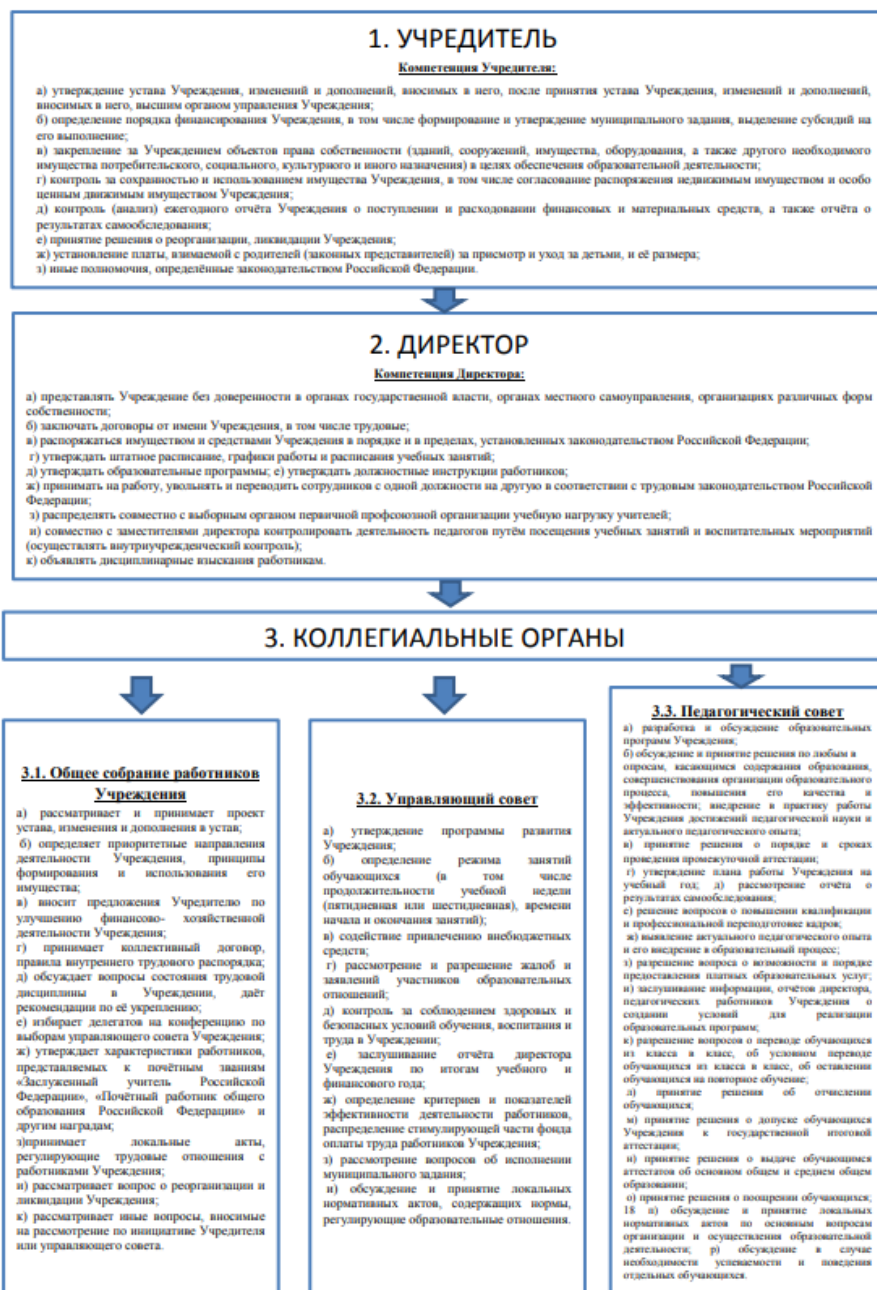 1. УЧРЕДИТЕЛЬ
Компетенция Учредителя:
а) утверждение устава Учреждения, изменений и дополнений, вносимых в него, после принятия устава Учреждения, изменений и дополнений,
вносимых в него, высшим органом управления Учреждения;
б) определение порядка финансирования Учреждения, в том числе формирование и утверждение муниципального задания, выделение субсидий на
его выполнение;
в) закрепление за Учреждением объектов права собственности (зданий, сооружений, имущества, оборудования, а также другого необходимого
имущества потребительского, социального, культурного и иного назначения) в целях обеспечения образовательной деятельности;
г) контроль за сохранностью и использованием имущества Учреждения, в том числе согласование распоряжения недвижимым имуществом и особо
ценным движимым имуществом Учреждения;
д) контроль (анализ) ежегодного отчёта Учреждения о поступлении и расходовании финансовых и материальных средств, а также отчёта о
результатах самообследования;
е) принятие решения о реорганизации, ликвидации Учреждения;
ж) установление платы, взимаемой с родителей (законных представителей) за присмотр и уход за детьми, и её размера;
з) иные полномочия, определённые законодательством Российской Федерации.
2. ДИРЕКТОР
Компетенция Директора:
а) представлять Учреждение без доверенности в органах государственной власти, органах местного самоуправления, организациях различных форм
собственности;
б) заключать договоры от имени Учреждения, в том числе трудовые;
в) распоряжаться имуществом и средствами Учреждения в порядке и в пределах, установленных законодательством Российской Федерации;
г) утверждать штатное расписание, графики работы и расписания учебных занятий;
д) утверждать образовательные программы; е) утверждать должностные инструкции работников;
ж) принимать на работу, увольнять и переводить сотрудников с одной должности на другую в соответствии с трудовым законодательством Российской
Федерации;
з) распределять совместно с выборным органом первичной профсоюзной организации учебную нагрузку учителей;
и) совместно с заместителями директора контролировать деятельность педагогов путём посещения учебных занятий и воспитательных мероприятий
(осуществлять внутриучрежденческий контроль);
к) объявлять дисциплинарные взыскания работникам.
3. КОЛЛЕГИАЛЬНЫЕ ОРГАНЫ
3.1. Общее собрание работников
Учреждения
а) рассматривает и принимает проект
устава, изменения и дополнения в устав;
б) определяет приоритетные направления
деятельности Учреждения, принципы
формирования и использования его
имущества;
в) вносит предложения Учредителю по
улучшению финансово- хозяйственной
деятельности Учреждения;
г) принимает коллективный договор,
правила внутреннего трудового распорядка;
д) обсуждает вопросы состояния трудовой
дисциплины в Учреждении, даёт
рекомендации по её укреплению;
е) избирает делегатов на конференцию по
выборам управляющего совета Учреждения;
ж) утверждает характеристики работников,
представляемых к почётным званиям
«Заслуженный учитель Российской
Федерации», «Почётный работник общего
образования Российской Федерации» и
другим наградам;
з)принимает локальные акты,
регулирующие трудовые отношения с
работниками Учреждения;
и) рассматривает вопрос о реорганизации и
ликвидации Учреждения;
к) рассматривает иные вопросы, вносимые
на рассмотрение по инициативе Учредителя
или управляющего совета.
3.2. Управляющий совет
а) утверждение программы развития
Учреждения;
б) определение режима занятий
обучающихся (в том числе
продолжительности учебной недели
(пятидневная или шестидневная), времени
начала и окончания занятий);
в) содействие привлечению внебюджетных
средств;
г) рассмотрение и разрешение жалоб и
заявлений участников образовательных
отношений;
д) контроль за соблюдением здоровых и
безопасных условий обучения, воспитания и
труда в Учреждении;
е) заслушивание отчёта директора
Учреждения по итогам учебного и
финансового года;
ж) определение критериев и показателей
эффективности деятельности работников,
распределение стимулирующей части фонда
оплаты труда работников Учреждения;
з) рассмотрение вопросов об исполнении
муниципального задания;
и) обсуждение и принятие локальных
нормативных актов, содержащих нормы,
регулирующие образовательные отношения.
3.3. Педагогический совет
а) разработка и обсуждение образовательных
программ Учреждения;
б) обсуждение и принятие решения по любым в
опросам, касающимся содержания образования,
совершенствования организации образовательного
процесса, повышения его качества и
эффективности; внедрение в практику работы
Учреждения достижений педагогической науки и
актуального педагогического опыта;
в) принятие решения о порядке и сроках
проведения промежуточной аттестации;
г) утверждение плана работы Учреждения на
учебный год; д) рассмотрение отчёта о
результатах самообследования;
е) решение вопросов о повышении квалификации
и профессиональной переподготовке кадров;
ж) выявление актуального педагогического опыта
и его внедрение в образовательный процесс;
з) разрешение вопроса о возможности и порядке
предоставления платных образовательных услуг;
и) заслушивание информации, отчётов директора,
педагогических работников Учреждения о
создании условий для реализации
образовательных программ;
к) разрешение вопросов о переводе обучающихся
из класса в класс, об условном переводе
обучающихся из класса в класс, об оставлении
обучающихся на повторное обучение;
л) принятие решения об отчислении
обучающихся;
м) принятие решения о допуске обучающихся
Учреждения к государственной итоговой
аттестации;
н) принятие решения о выдаче обучающимся
аттестатов об основном общем и среднем общем
образовании;
о) принятие решения о поощрении обучающихся;
18 п) обсуждение и принятие локальных
нормативных актов по основным вопросам
организации и осуществления образовательной
деятельности; р) обсуждение в случае
необходимости успеваемости и поведения
отдельных обучающихся.